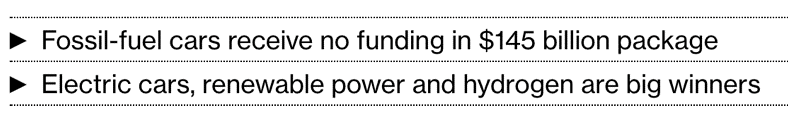 ▶ Fossil-fuel cars receive no funding in $145 billion package
▶ Electric cars, renewable power and hydrogen are big winners